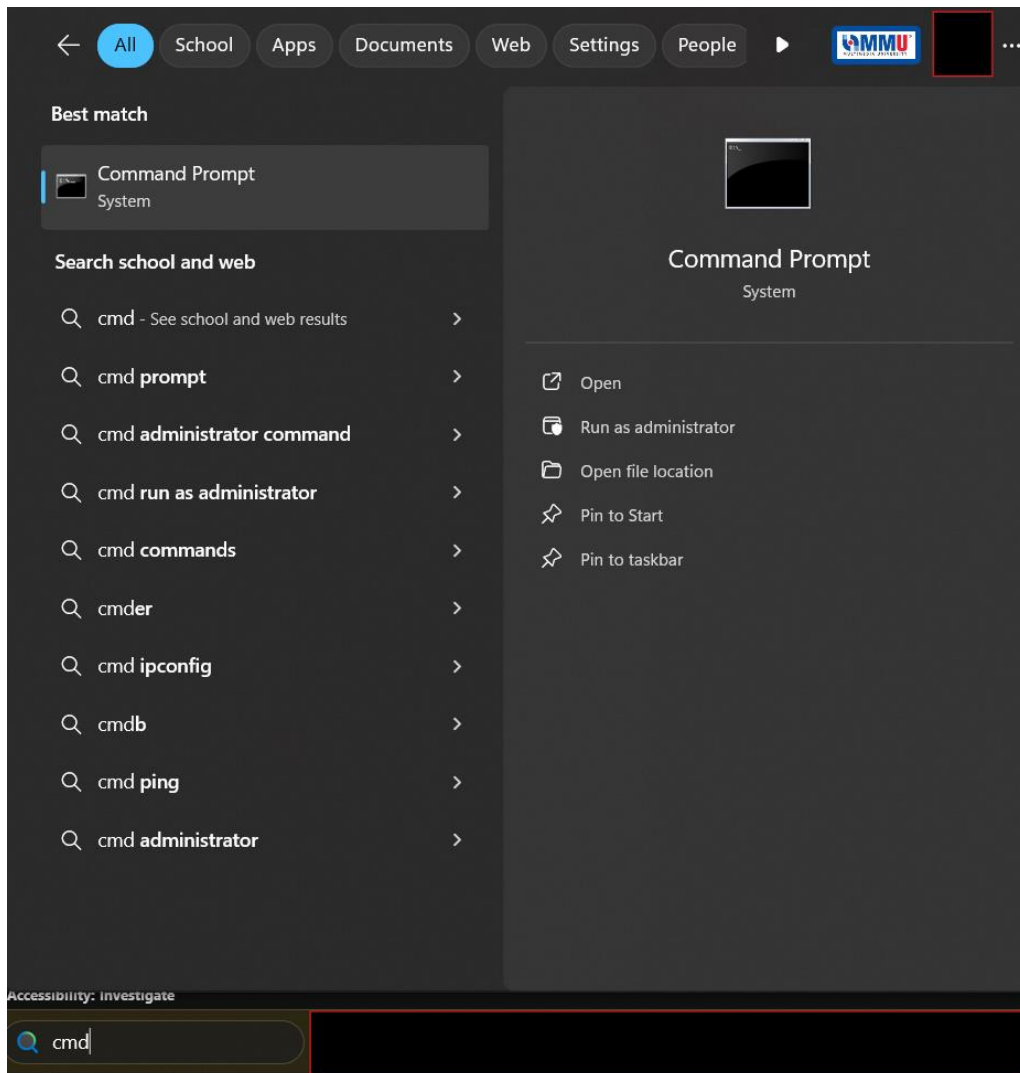 All School Apps Documents Web Settings People MMU
MULTIMEDIA UNIVERSITY
Best match
Command Prompt
System
Search school and web
cmd - See school and web results
cmd prompt
cmd administrator command
cmd run as administrator
cmd commands
cmder
cmd ipconfig
cmdb
cmd ping
cmd administrator
Command Prompt
System
Open
Run as administrator
Open file location
Pin to Start
Pin to taskbar
Accessibility: Investigate
cmd